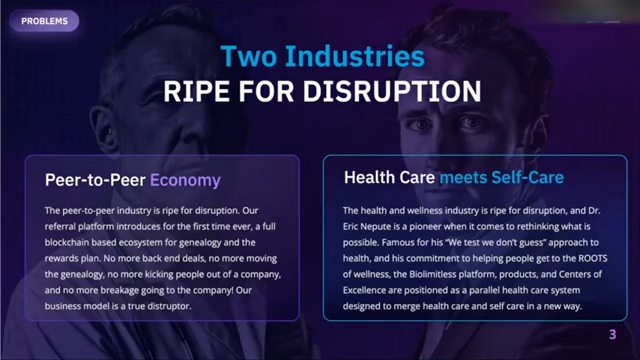 PROBLEMS
Two Industries
RIPE FOR DISRUPTION
Peer-to-Peer Economy
The peer-to-peer industry is ripe for disruption. Our
referral platform introduces for the first time ever, a full
blockchain based ecosystem for genealogy and the
rewards plan. No more back end deals, no more moving
the genealogy, no more kicking people out of a company,
and no more breakage going to the company! Our
business model is a true distruptor.
Health Care meets Self-Care
The health and wellness industry is ripe for disruption, and Dr.
Eric Nepute is a pioneer when it comes to rethinking what is
possible. Famous for his “We test we don’t guess” approach to
health, and his commitment to helping people get to the ROOTS
of wellness, the Biolimitless platform, products, and Centers of
Excellence are positioned as a parallel health care system
designed to merge health care and self care in a new way.
3